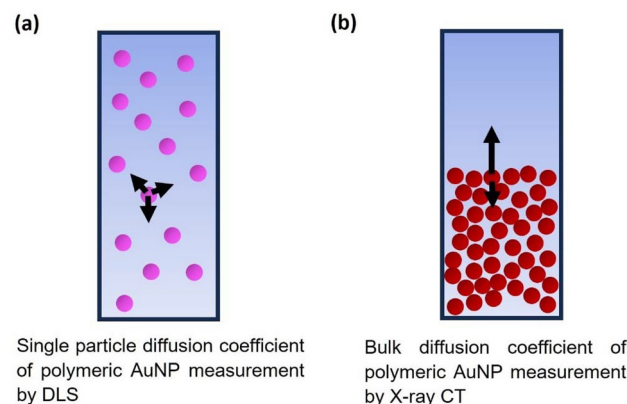 (a)
Single particle diffusion coefficient
of polymeric AuNP measurement
by DLS
(b)
Bulk diffusion coefficient of
polymeric AuNP measurement
by X-ray CT